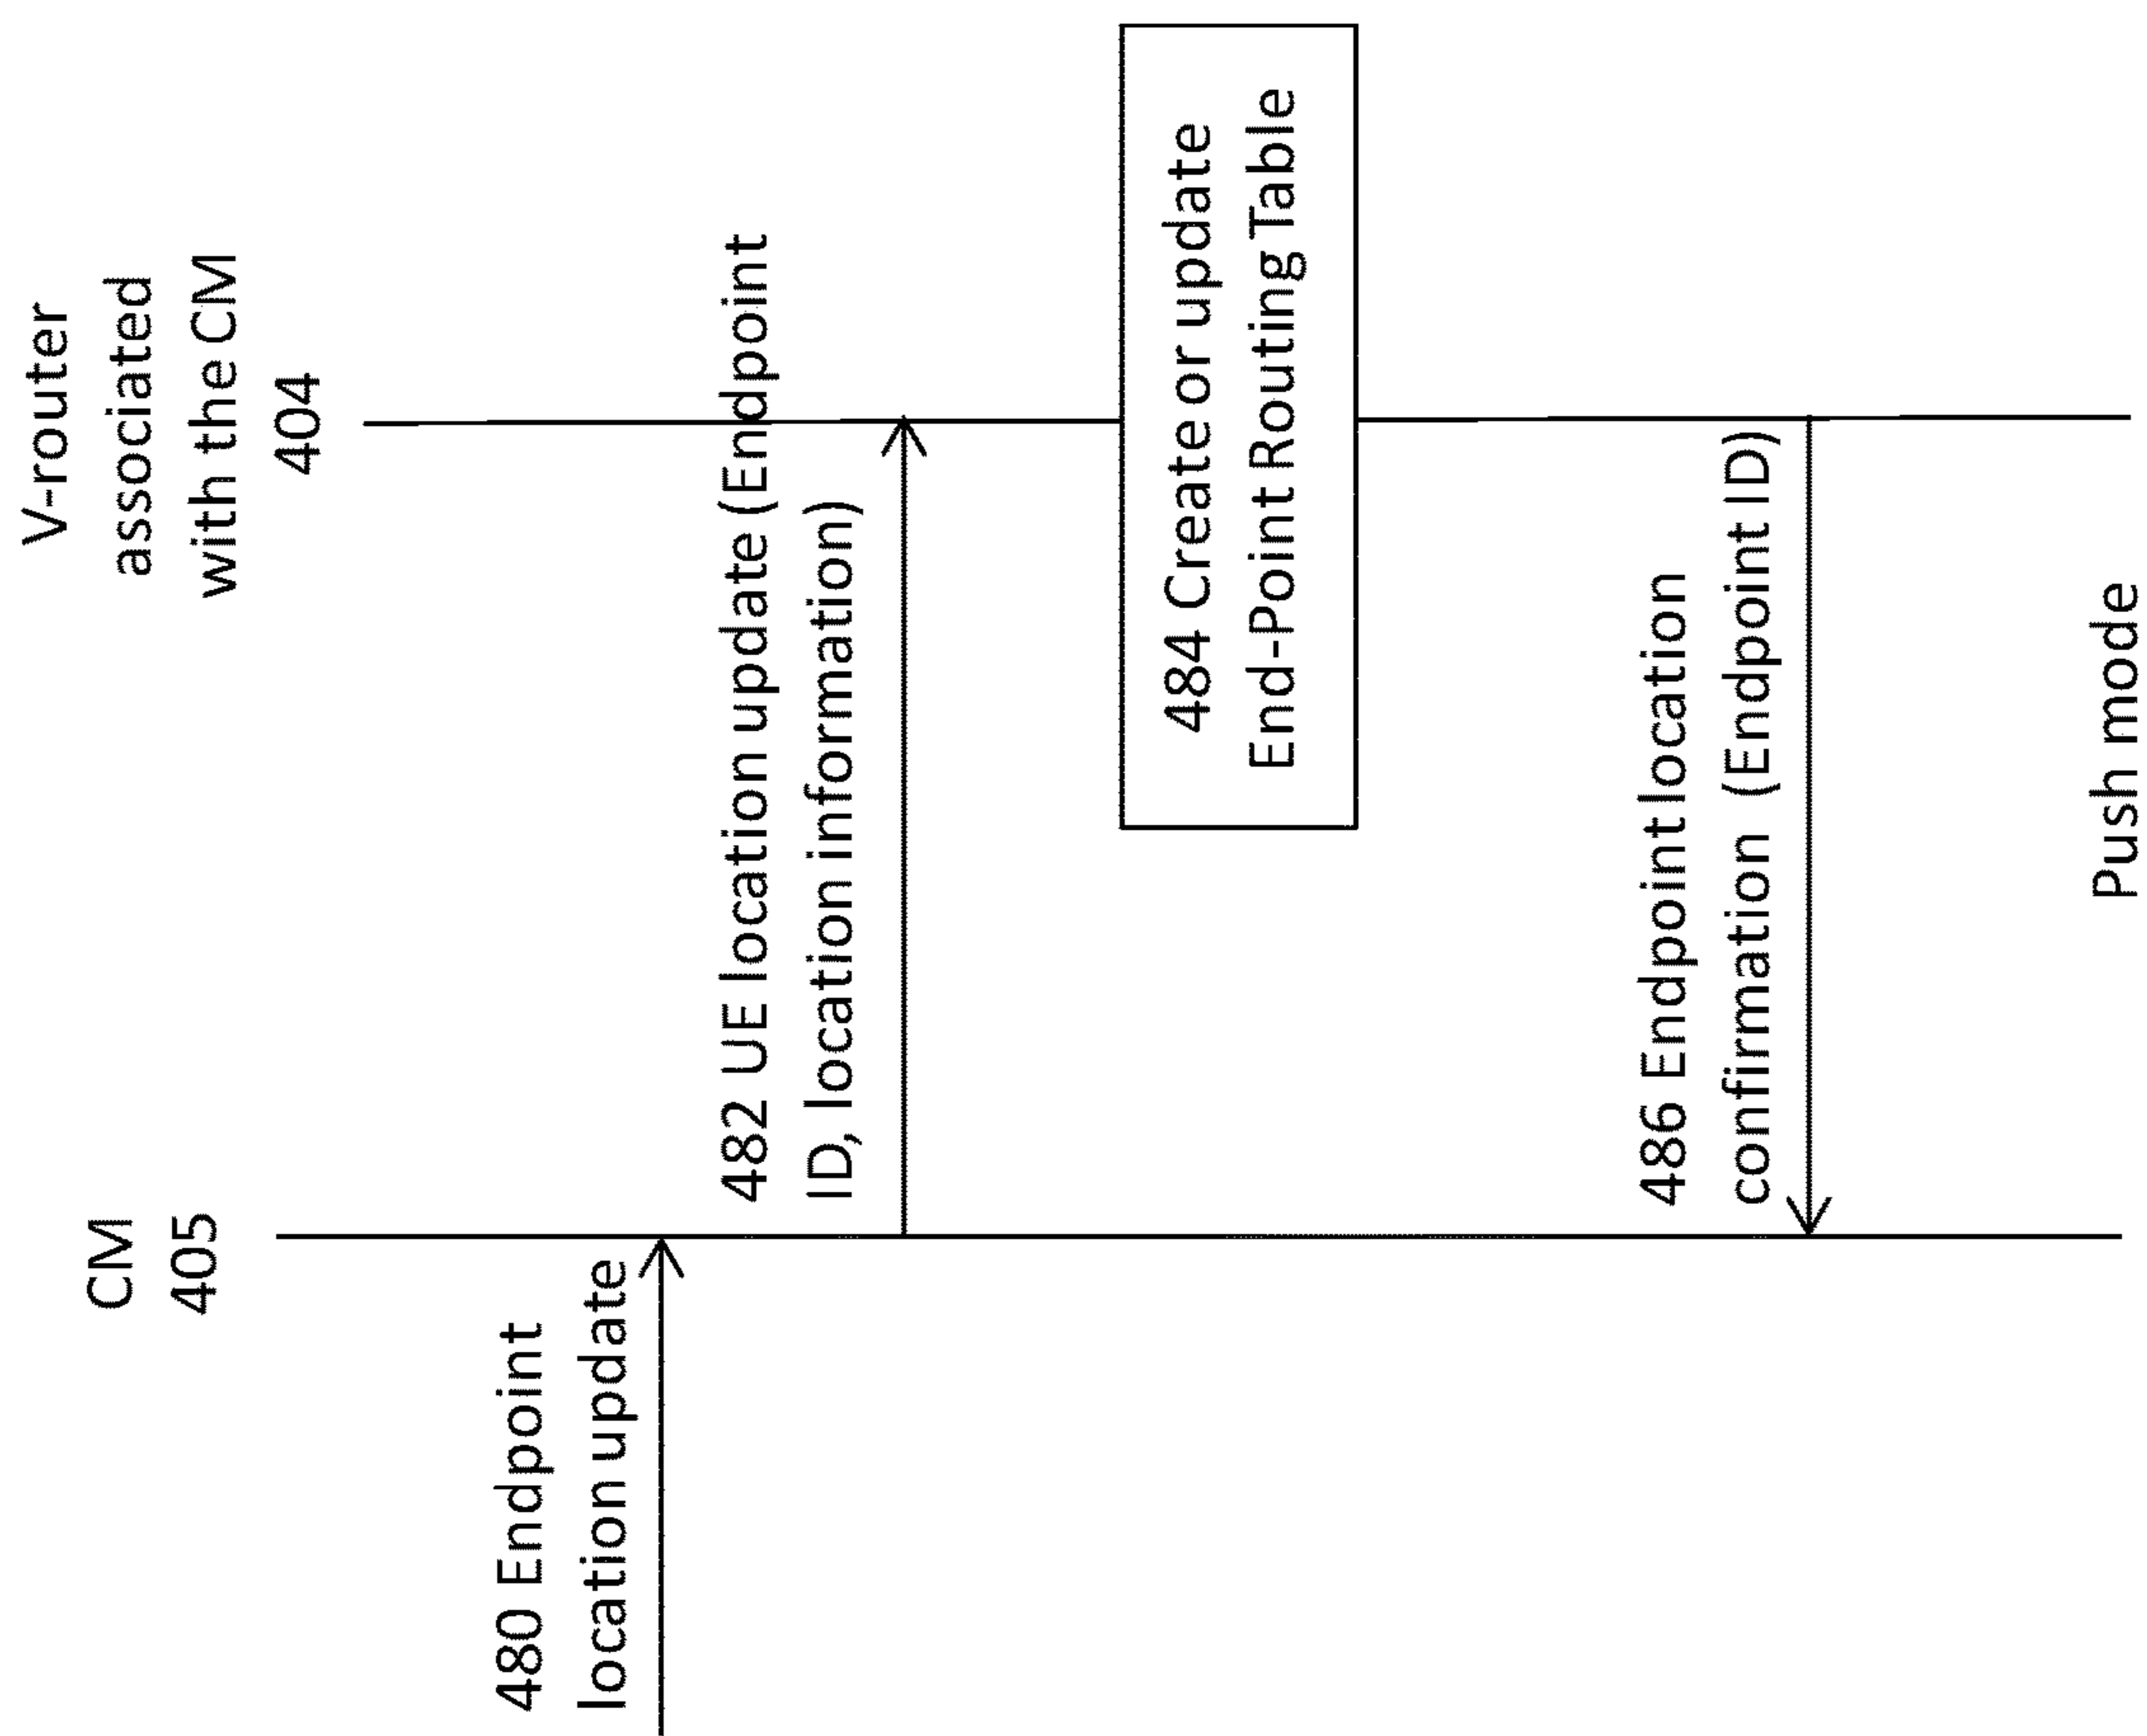 CM
405
V-router
associated
with the CM
404
480 Endpoint
location update
482 UE location update (Endpoint
ID, location information)
484 Create or update
End-Point Routing Table
486 Endpoint location
confirmation (Endpoint ID)
Push mode